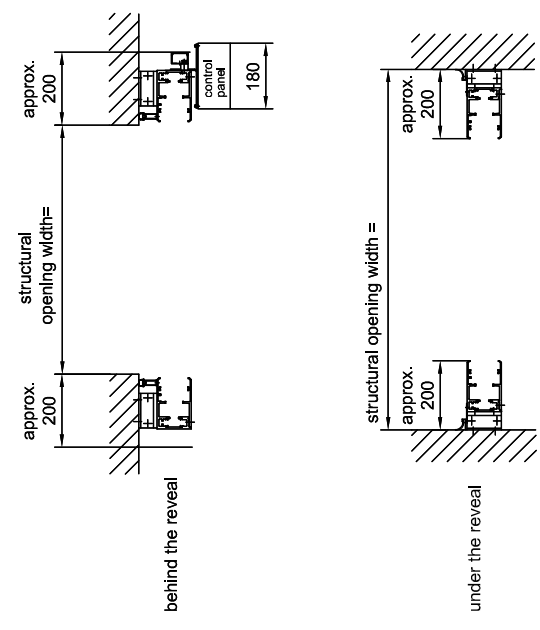 approx.
200
structural
opening width=
approx.
200
control
panel
180
behind the reveal
approx.
200
structural opening width =
approx.
200
under the reveal